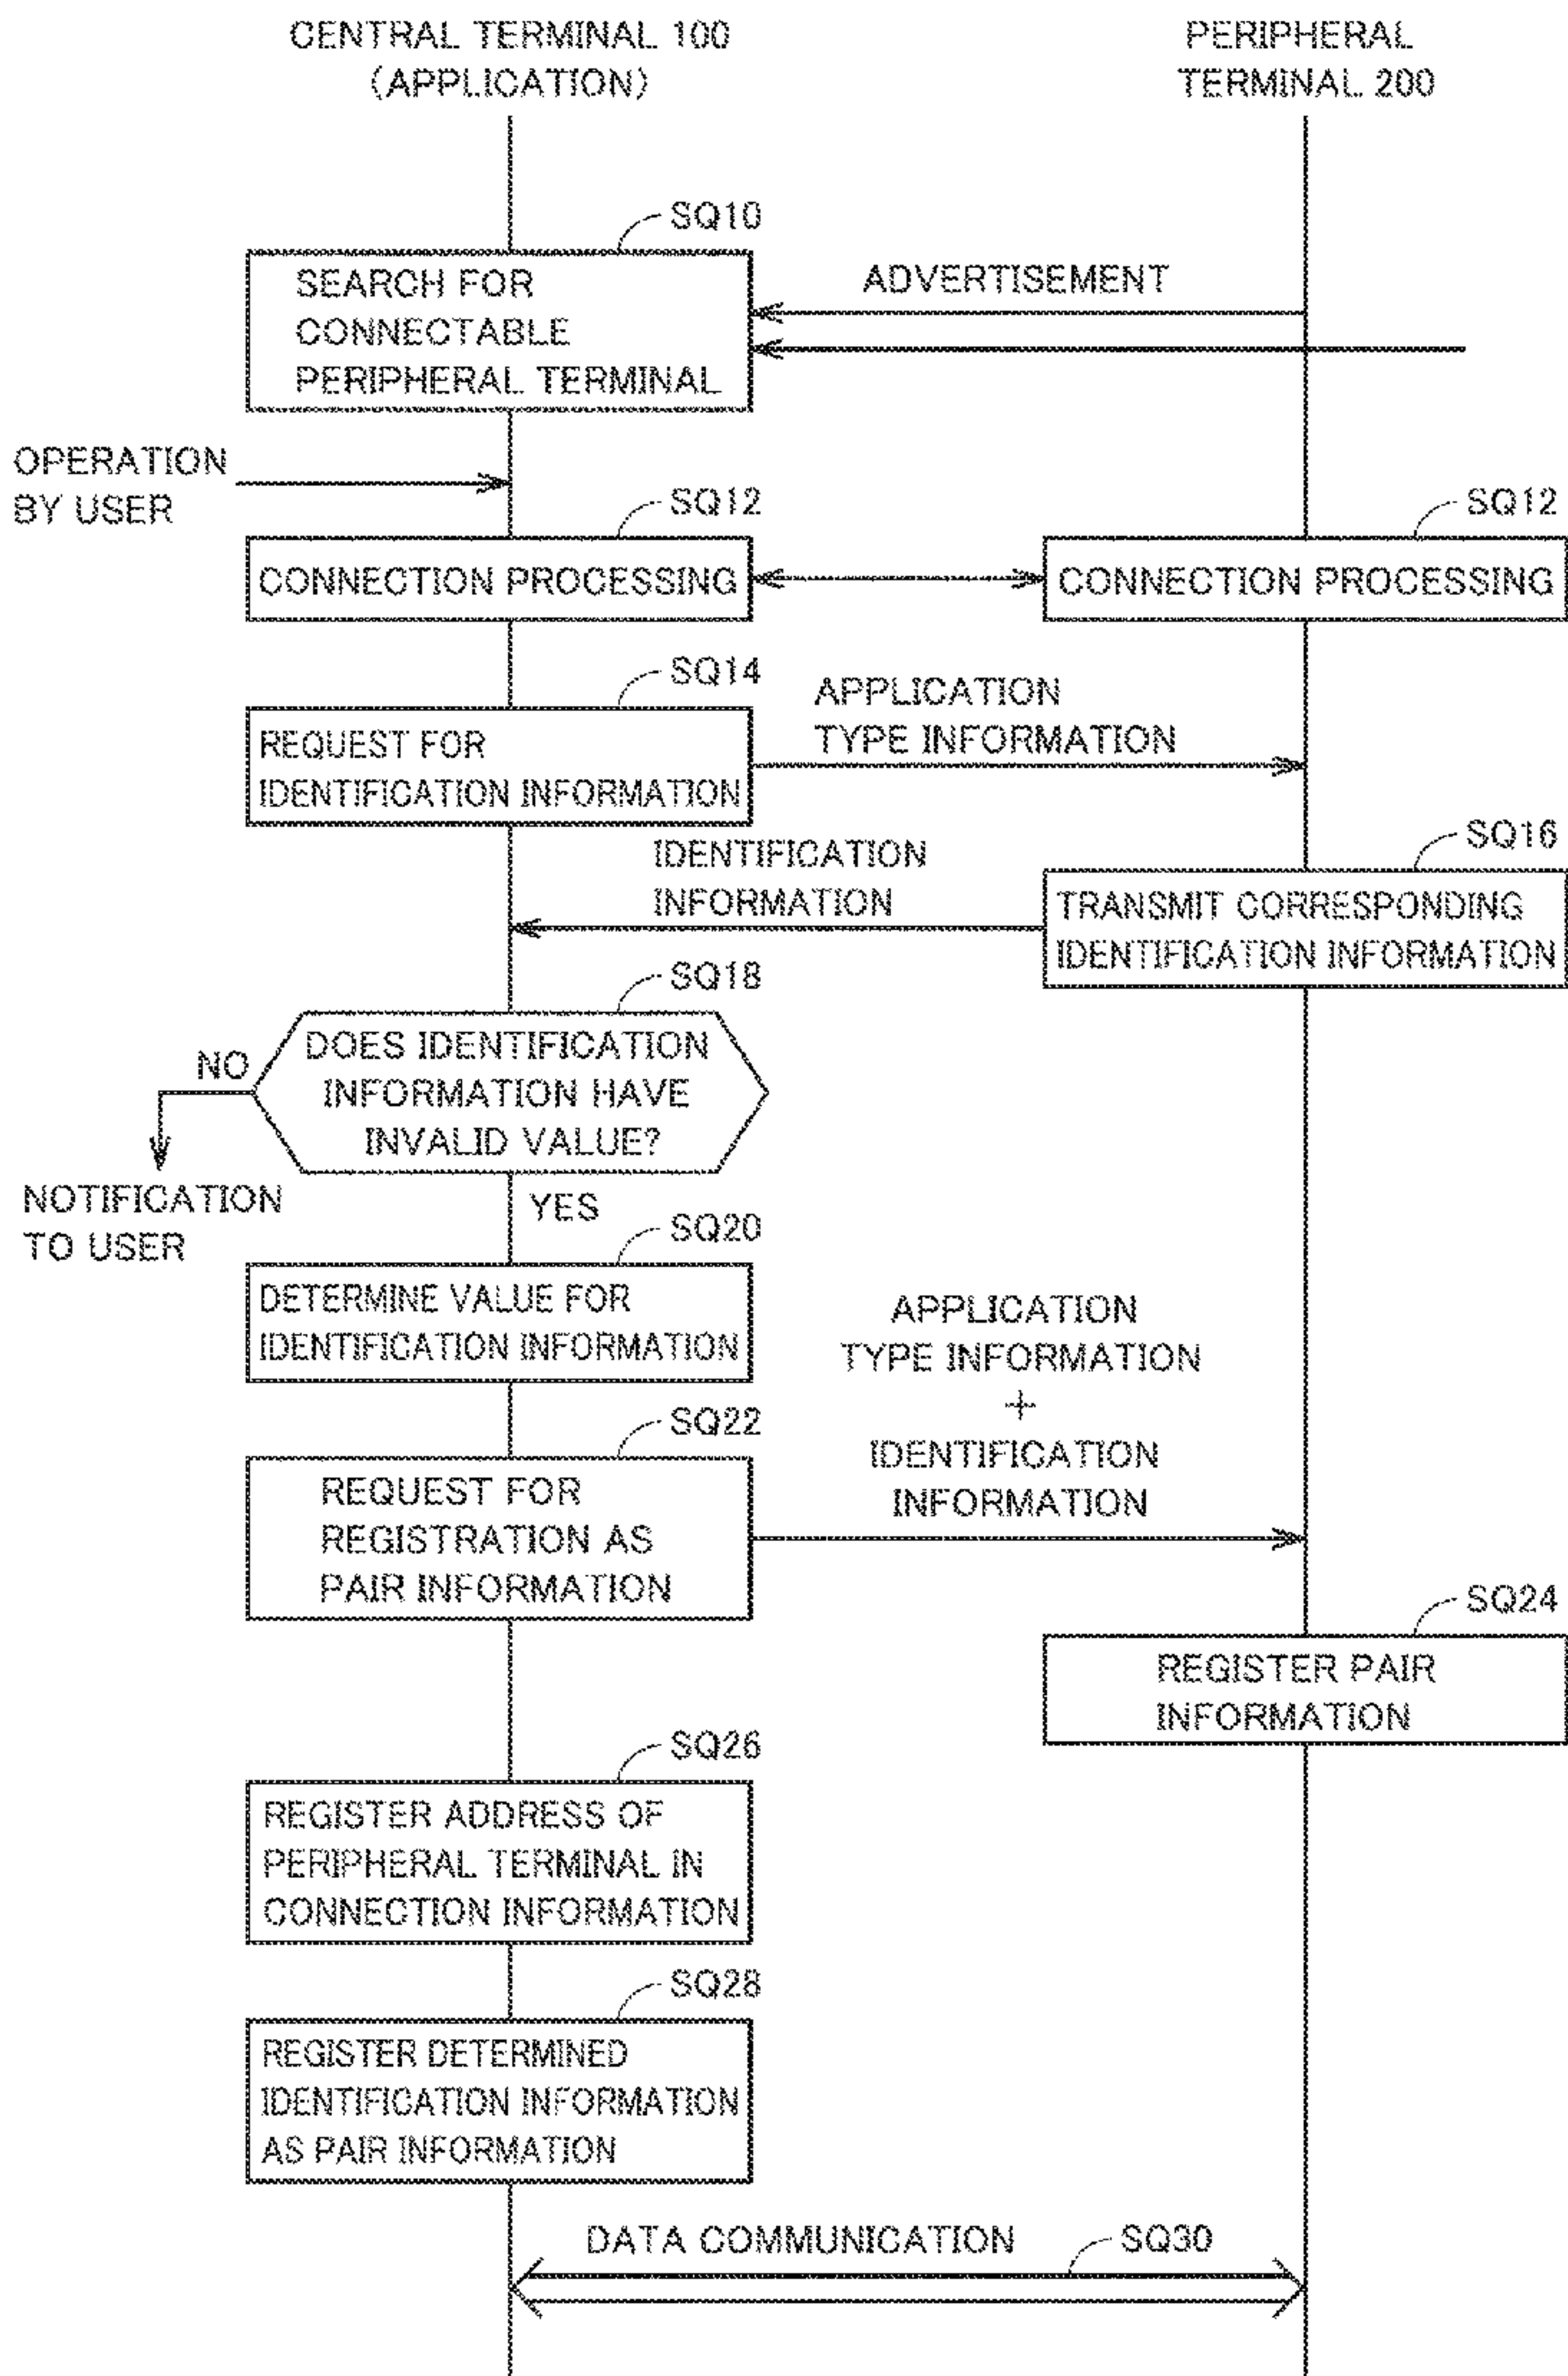 CENTRAL TERMINAL 100
(APPLICATION)
PERIPHERAL
TERMINAL 200
SQ10
SEARCH FOR
CONNECTABLE
PERIPHERAL TERMINAL
ADVERTISEMENT
OPERATION
BY USER
SQ12
CONNECTION PROCESSING
SQ12
CONNECTION PROCESSING
SQ14
REQUEST FOR
IDENTIFICATION INFORMATION
APPLICATION
TYPE INFORMATION
SQ16
TRANSMIT CORRESPONDING
IDENTIFICATION INFORMATION
IDENTIFICATION
INFORMATION
SQ18
DOES IDENTIFICATION
INFORMATION HAVE
INVALID VALUE?
NO
NOTIFICATION
TO USER
YES
SQ20
DETERMINE VALUE FOR
IDENTIFICATION INFORMATION
SQ22
REQUEST FOR
REGISTRATION AS
PAIR INFORMATION
APPLICATION
TYPE INFORMATION
+
IDENTIFICATION
INFORMATION
SQ24
REGISTER PAIR
INFORMATION
SQ26
REGISTER ADDRESS OF
PERIPHERAL TERMINAL IN
CONNECTION INFORMATION
SQ28
REGISTER DETERMINED
IDENTIFICATION INFORMATION
AS PAIR INFORMATION
DATA COMMUNICATION
SQ30